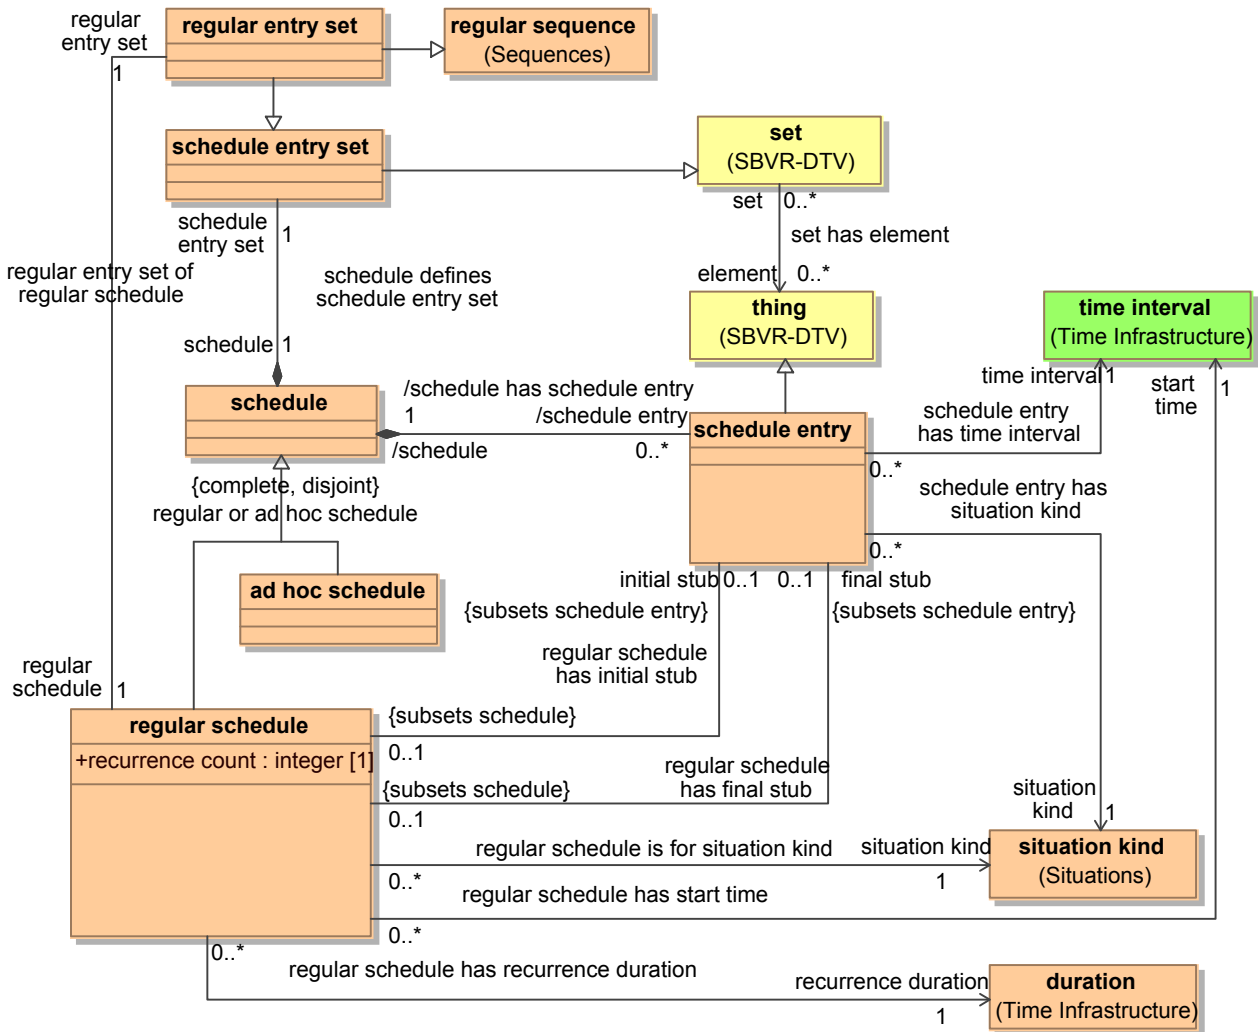 regular
entry set
1
regular entry set
regular sequence
(Sequences)
schedule entry set
set
(SBVR-DTV)
set 0..*
set has element
element 0..*
schedule
entry set
1
regular entry set of
regular schedule
schedule defines
schedule entry set
schedule 1
thing
(SBVR-DTV)
time interval
(Time Infrastructure)
schedule
/schedule has schedule entry
1
/schedule entry
/schedule
0..*
schedule entry
time interval 1
start
time
1
schedule entry
has time interval
0..*
schedule entry has
situation kind
0..*
{complete, disjoint}
regular or ad hoc schedule
ad hoc schedule
initial stub 0..1
0..1 final stub
{subsets schedule entry}
{subsets schedule entry}
regular schedule
has initial stub
regular
schedule 1
regular schedule
+recurrence count : integer [1]
{subsets schedule}
0..1
regular schedule
has final stub
{subsets schedule}
0..1
situation
kind
1
regular schedule is for situation kind
situation kind
0..*
1
situation kind
(Situations)
regular schedule has start time
0..*
0..*
regular schedule has recurrence duration
recurrence duration
1
duration
(Time Infrastructure)